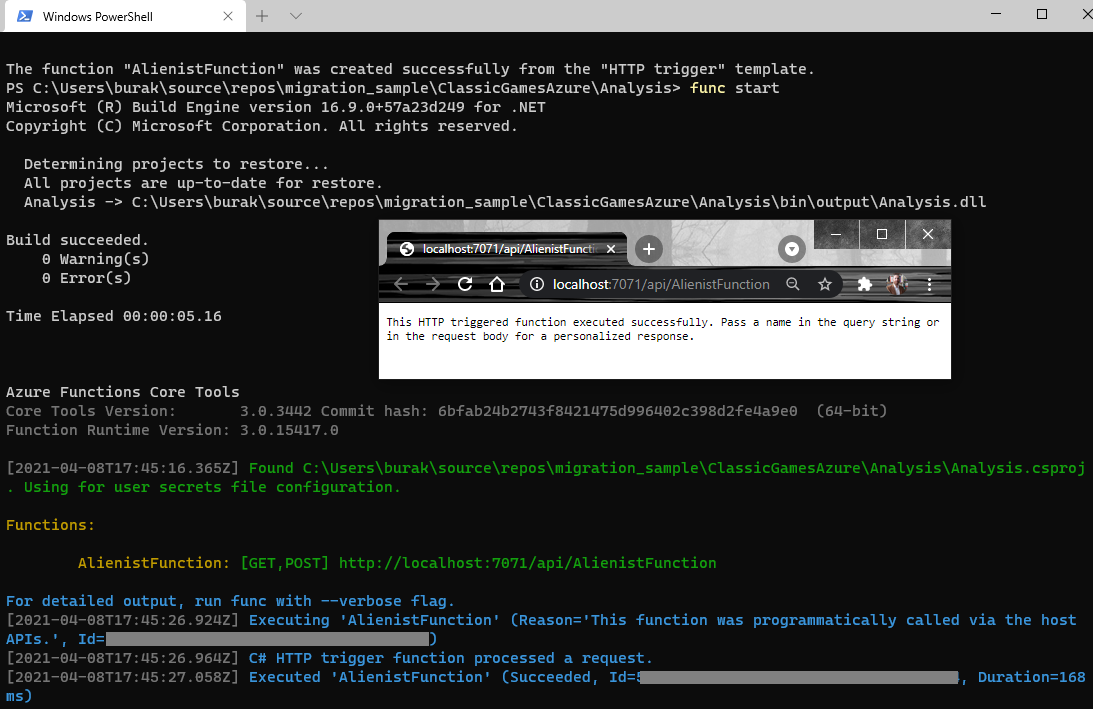 Windows PowerShell
The function "AlienistFunction" was created successfully from the "HTTP trigger" template.
PS C:\Users\burak\source\repos\migration_sample\ClassicGamesAzure\Analysis> func start
Microsoft (R) Build Engine version 16.9.0+57a23d249 for .NET
Copyright (C) Microsoft Corporation. All rights reserved.
Determining projects to restore...
All projects are up-to-date for restore.
Analysis -> C:\Users\burak\source\repos\migration_sample\ClassicGamesAzure\Analysis\bin\output\Analysis.dll
Build succeeded.
0 Warning(s)
0 Error(s)
Time Elapsed 00:00:05.16
localhost:7071/api/AlienistFuncti
localhost:7071/api/AlienistFunction
This HTTP triggered function executed successfully. Pass a name in the query string or
in the request body for a personalized response.
Azure Functions Core Tools
Core Tools Version:       3.0.3442 Commit hash: 6bfab24b2743f8421475d996402c398d2fe4a9e0  (64-bit)
Function Runtime Version: 3.0.15417.0
[2021-04-08T17:45:16.365Z] Found C:\Users\burak\source\repos\migration_sample\ClassicGamesAzure\Analysis\Analysis.csproj
. Using for user secrets file configuration.
Functions:
AlienistFunction: [GET,POST] http://localhost:7071/api/AlienistFunction
For detailed output, run func with --verbose flag.
[2021-04-08T17:45:26.924Z] Executing 'AlienistFunction' (Reason='This function was programmatically called via the host
APIs.', Id=)
[2021-04-08T17:45:26.964Z] C# HTTP trigger function processed a request.
[2021-04-08T17:45:27.058Z] Executed 'AlienistFunction' (Succeeded, Id=, Duration=168
ms)